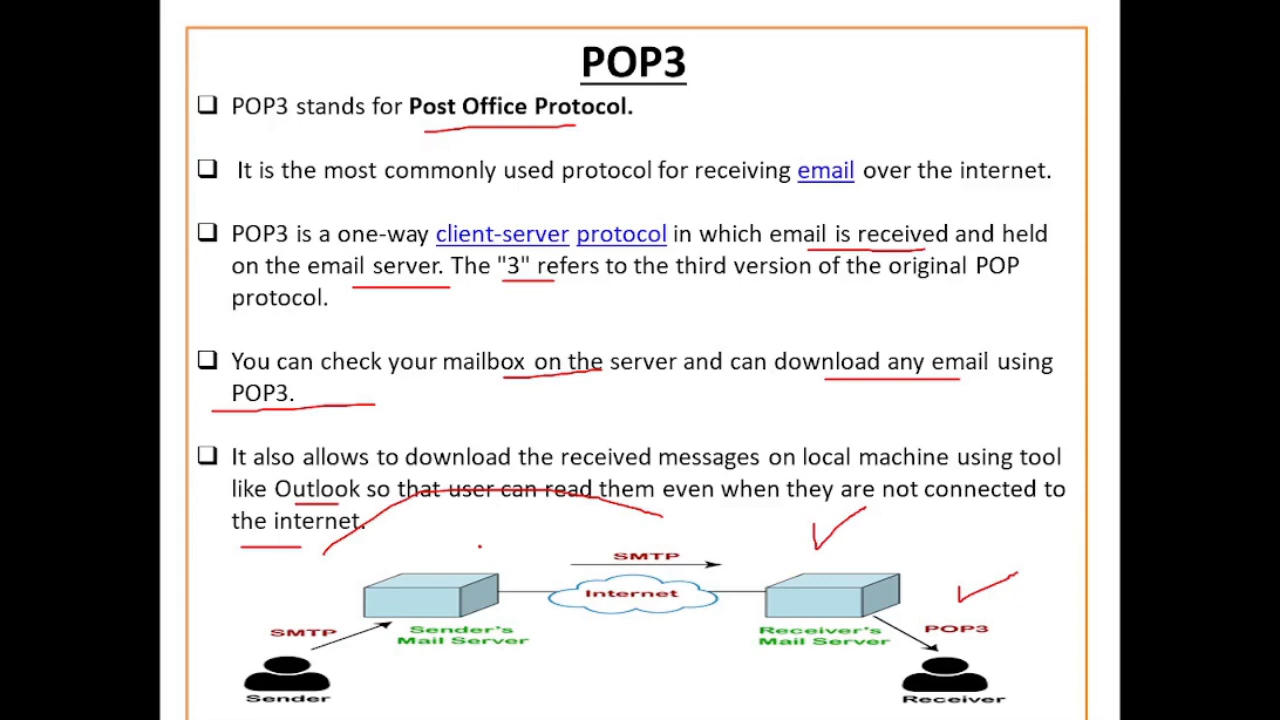 POP3
❑ POP3 stands for Post Office Protocol.
❑ It is the most commonly used protocol for receiving email over the internet.
❑ POP3 is a one-way client-server protocol in which email is received and held
on the email server. The "3" refers to the third version of the original POP
protocol.
❑ You can check your mailbox on the server and can download any email using
POP3.
❑ It also allows to download the received messages on local machine using tool
like Outlook so that user can read them even when they are not connected to
the internet.
SMTP
Internet
SMTP
Sender's
Mail Server
Receiver's
Mail Server
POP3
Sender
Receiver